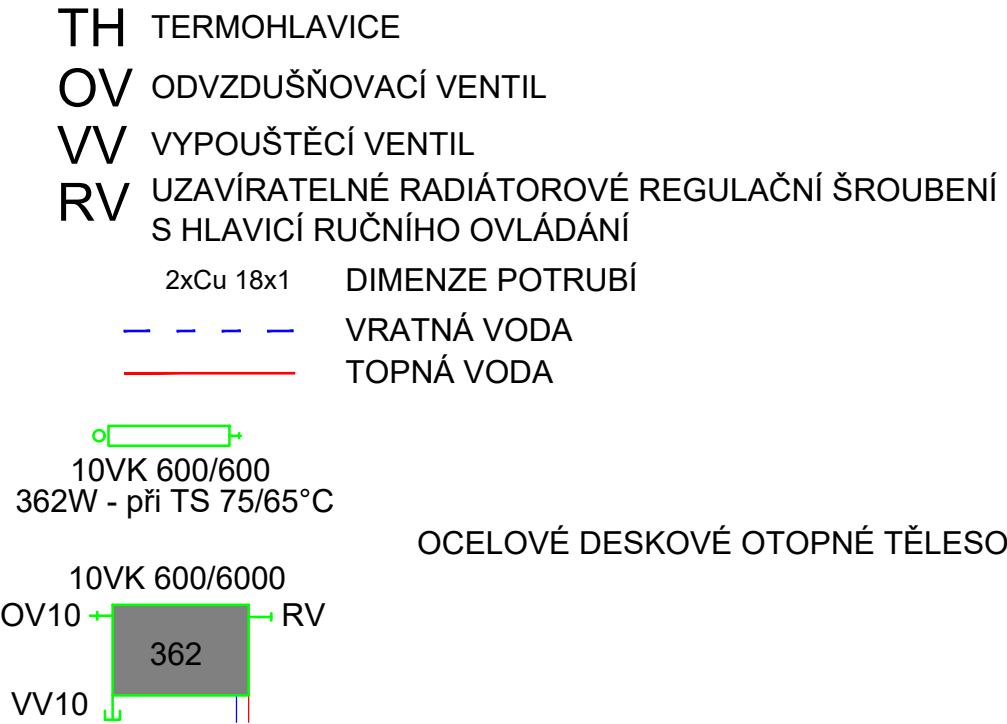 TH TERMOHLAVICE
OV ODVZDUŠŇOVACÍ VENTIL
VV VYPOUŠTĚCÍ VENTIL
RV UZAVÍRATELNÉ RADIÁTOROVÉ REGULAČNÍ ŠROUBENÍ
S HLAVICÍ RUČNÍHO OVLÁDÁNÍ
2xCu 18x1 DIMENZE POTRUBÍ
VRATNÁ VODA
TOPNÁ VODA
10VK 600/600
362W - při TS 75/65°C
OCELOVÉ DESKOVÉ OTOPNÉ TĚLESO
10VK 600/6000
OV10 RV
362
VV10